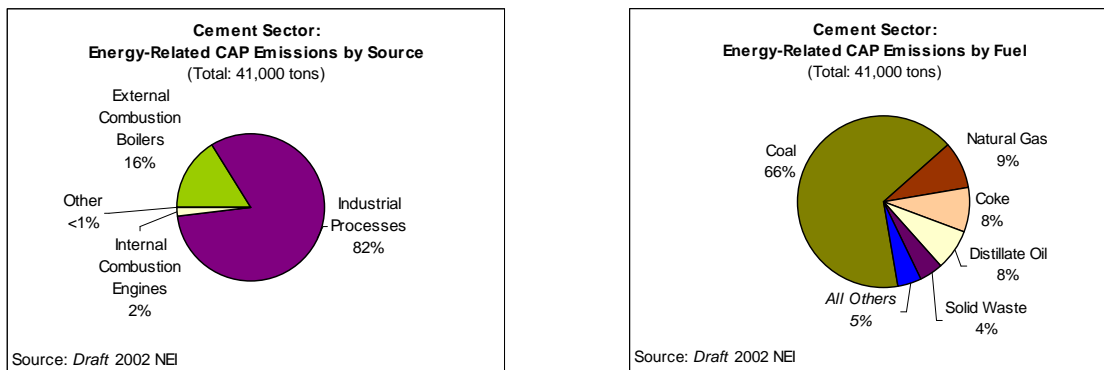 Cement Sector:
Energy-Related CAP Emissions by Source
(Total: 41,000 tons)
External
Combustion
Boilers
16%
Other
<1%
Internal
Combustion
Engines
2%
Industrial
Processes
82%
Source: Draft 2002 NEI
Cement Sector:
Energy-Related CAP Emissions by Fuel
(Total: 41,000 tons)
Coal
66%
Natural Gas
9%
Coke
8%
Distillate Oil
8%
Solid Waste
4%
All Others
5%
Source: Draft 2002 NEI